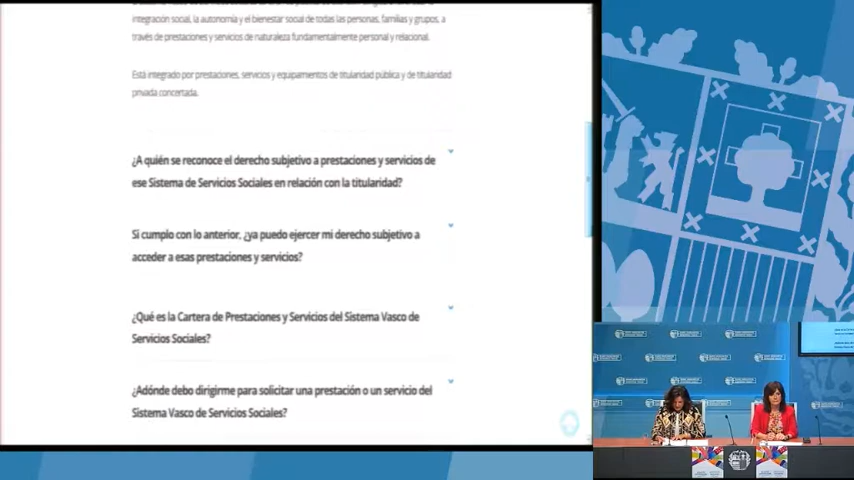 integración social, la autonomía y el bienestar social de todas las personas, familias y grupos, a
través de prestaciones y servicios de naturaleza fundamentalmente personal y relacional.
Está integrado por prestaciones, servicios y equipamientos de titularidad pública y de titularidad
privada concertada.
¿A quién se reconoce el derecho subjetivo a prestaciones y servicios de
ese Sistema de Servicios Sociales en relación con la titularidad?
Si cumplo con lo anterior, ¿ya puedo ejercer mi derecho subjetivo a
acceder a esas prestaciones y servicios?
¿Qué es la Cartera de Prestaciones y Servicios del Sistema Vasco de
Servicios Sociales?
¿Adónde debo dirigirme para solicitar una prestación o un servicio del
Sistema Vasco de Servicios Sociales?